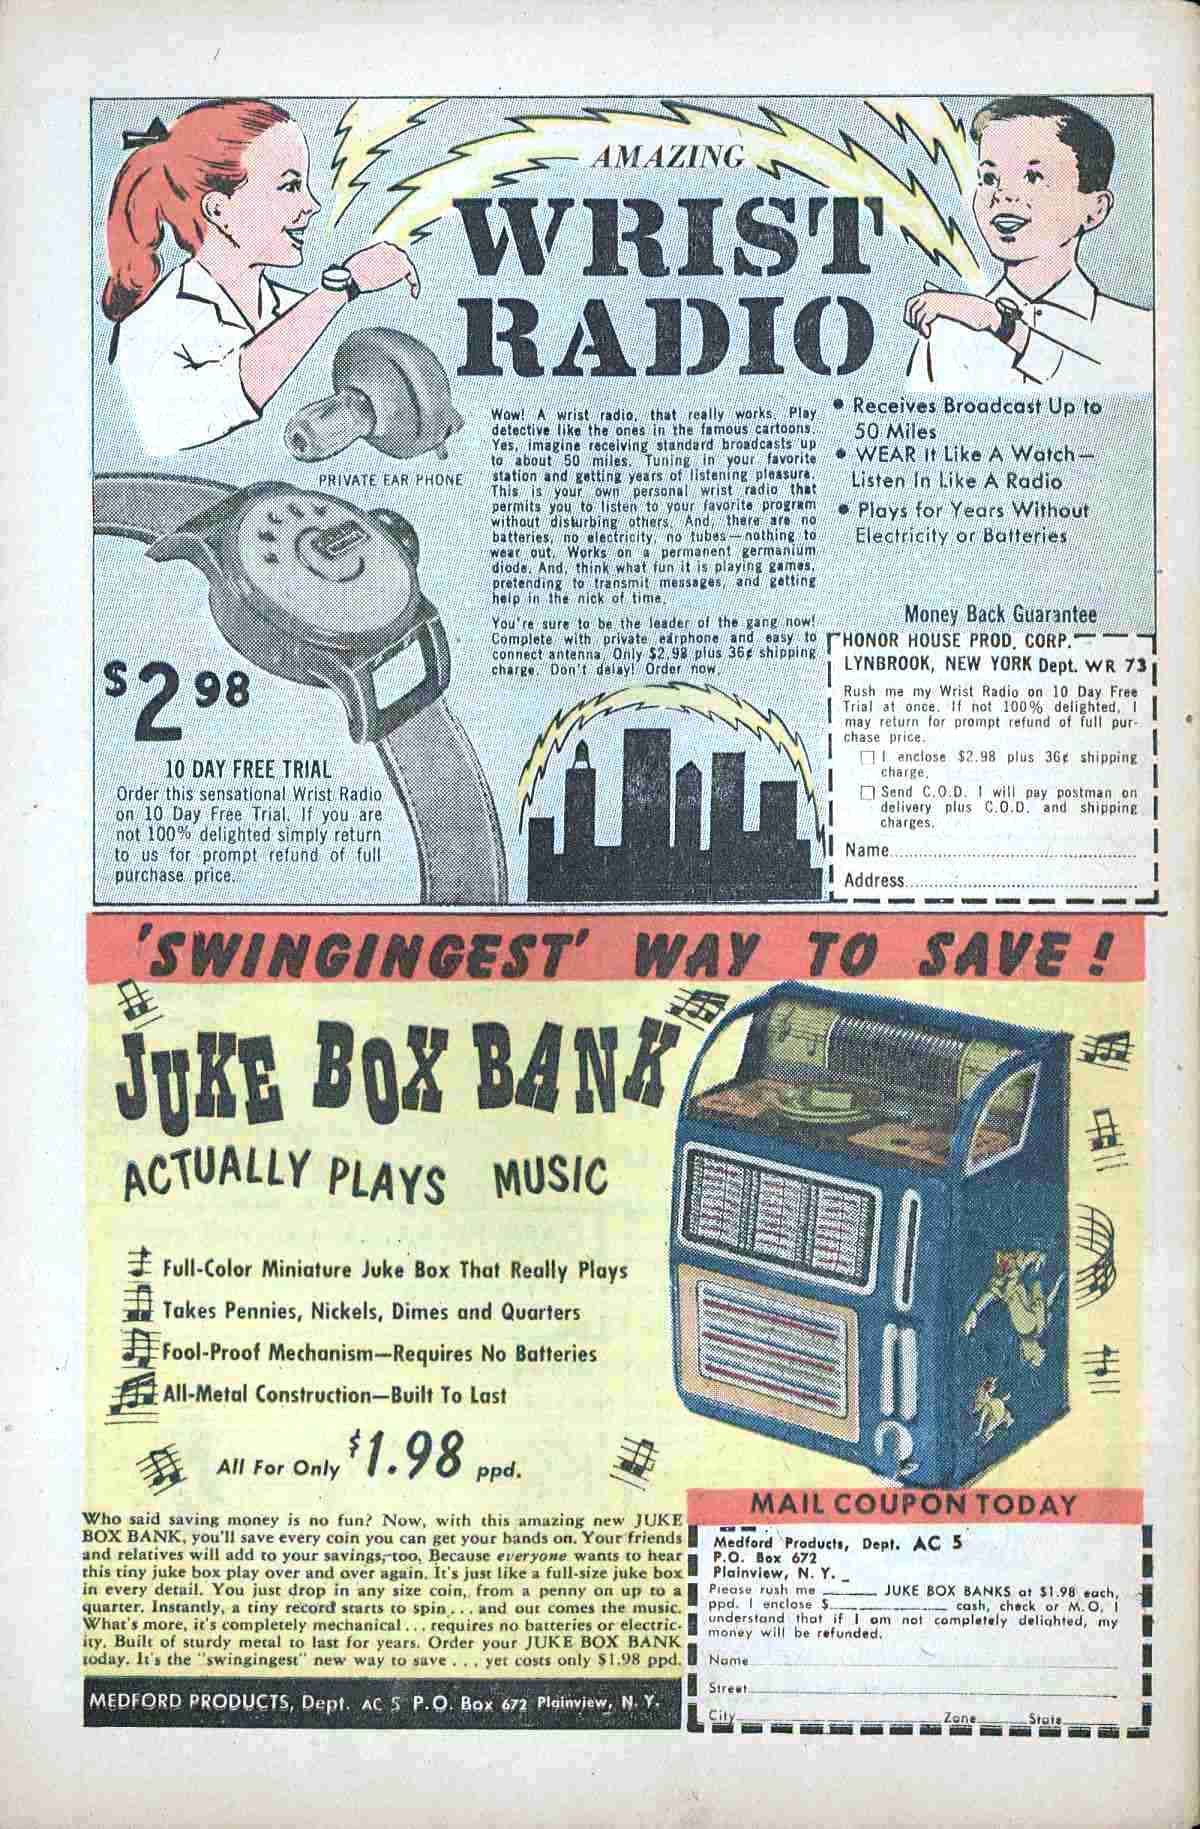 AMAZING
WRIST
RADIO
PRIVATE EAR PHONE
Wow! A wrist radio, that really works. Play
detective like the ones in the famous cartoons.
Yes, imagine receiving standard broadcasts up
to about 50 miles. Tuning in your favorite
station and getting years of listening pleasure.
This is your own personal wrist radio that
permits you to listen to your favorite program
without disturbing others. And, there are no
batteries, no electricity, no tubes—nothing to
wear out. Works on a permanent germanium
diode. And, think what fun it is playing games,
pretending to transmit messages, and getting
help in the nick of time.
You're sure to be the leader of the gang now!
Complete with private earphone and easy to
connect antenna. Only $2.98 plus 36¢ shipping
charge. Don't delay! Order now.
• Receives Broadcast Up to
50 Miles
• WEAR It Like A Watch—
Listen In Like A Radio
• Plays for Years Without
Electricity or Batteries
$2 98
10 DAY FREE TRIAL
Order this sensational Wrist Radio
on 10 Day Free Trial. If you are
not 100% delighted simply return
to us for prompt refund of full
purchase price.
Money Back Guarantee
HONOR HOUSE PROD. CORP.
LYNBROOK, NEW YORK Dept. WR 73
Rush me my Wrist Radio on 10 Day Free
Trial at once. If not 100% delighted, I
may return for prompt refund of full pur-
chase price.
☐ I enclose $2.98 plus 36¢ shipping
charge.
☐ Send C.O.D. I will pay postman on
delivery plus C.O.D. and shipping
charges.
Name
Address
'SWINGINGEST' WAY TO SAVE!
JUKE BOX BANK
ACTUALLY PLAYS MUSIC
Full-Color Miniature Juke Box That Really Plays
Takes Pennies, Nickels, Dimes and Quarters
Fool-Proof Mechanism—Requires No Batteries
All-Metal Construction—Built To Last
All For Only $1.98 ppd.
Who said saving money is no fun? Now, with this amazing new JUKE
BOX BANK, you'll save every coin you can get your hands on. Your friends
and relatives will add to your savings, too. Because everyone wants to hear
this tiny juke box play over and over again. It's just like a full-size juke box
in every detail. You just drop in any size coin, from a penny on up to a
quarter. Instantly, a tiny record starts to spin . . . and out comes the music.
What's more, it's completely mechanical . . . requires no batteries or electric-
ity. Built of sturdy metal to last for years. Order your JUKE BOX BANK
today. It's the "swingingest" new way to save . . . yet costs only $1.98 ppd.
MEDFORD PRODUCTS, Dept. AC 5 P.O. Box 672 Plainview, N. Y.
MAIL COUPON TODAY
Medford Products, Dept. AC 5
P.O. Box 672
Plainview, N. Y.
Please rush me ______ JUKE BOX BANKS at $1.98 each,
ppd. I enclose $______ cash, check or M.O. I
understand that if I am not completely delighted, my
money will be refunded.
Name
Street
City Zone State